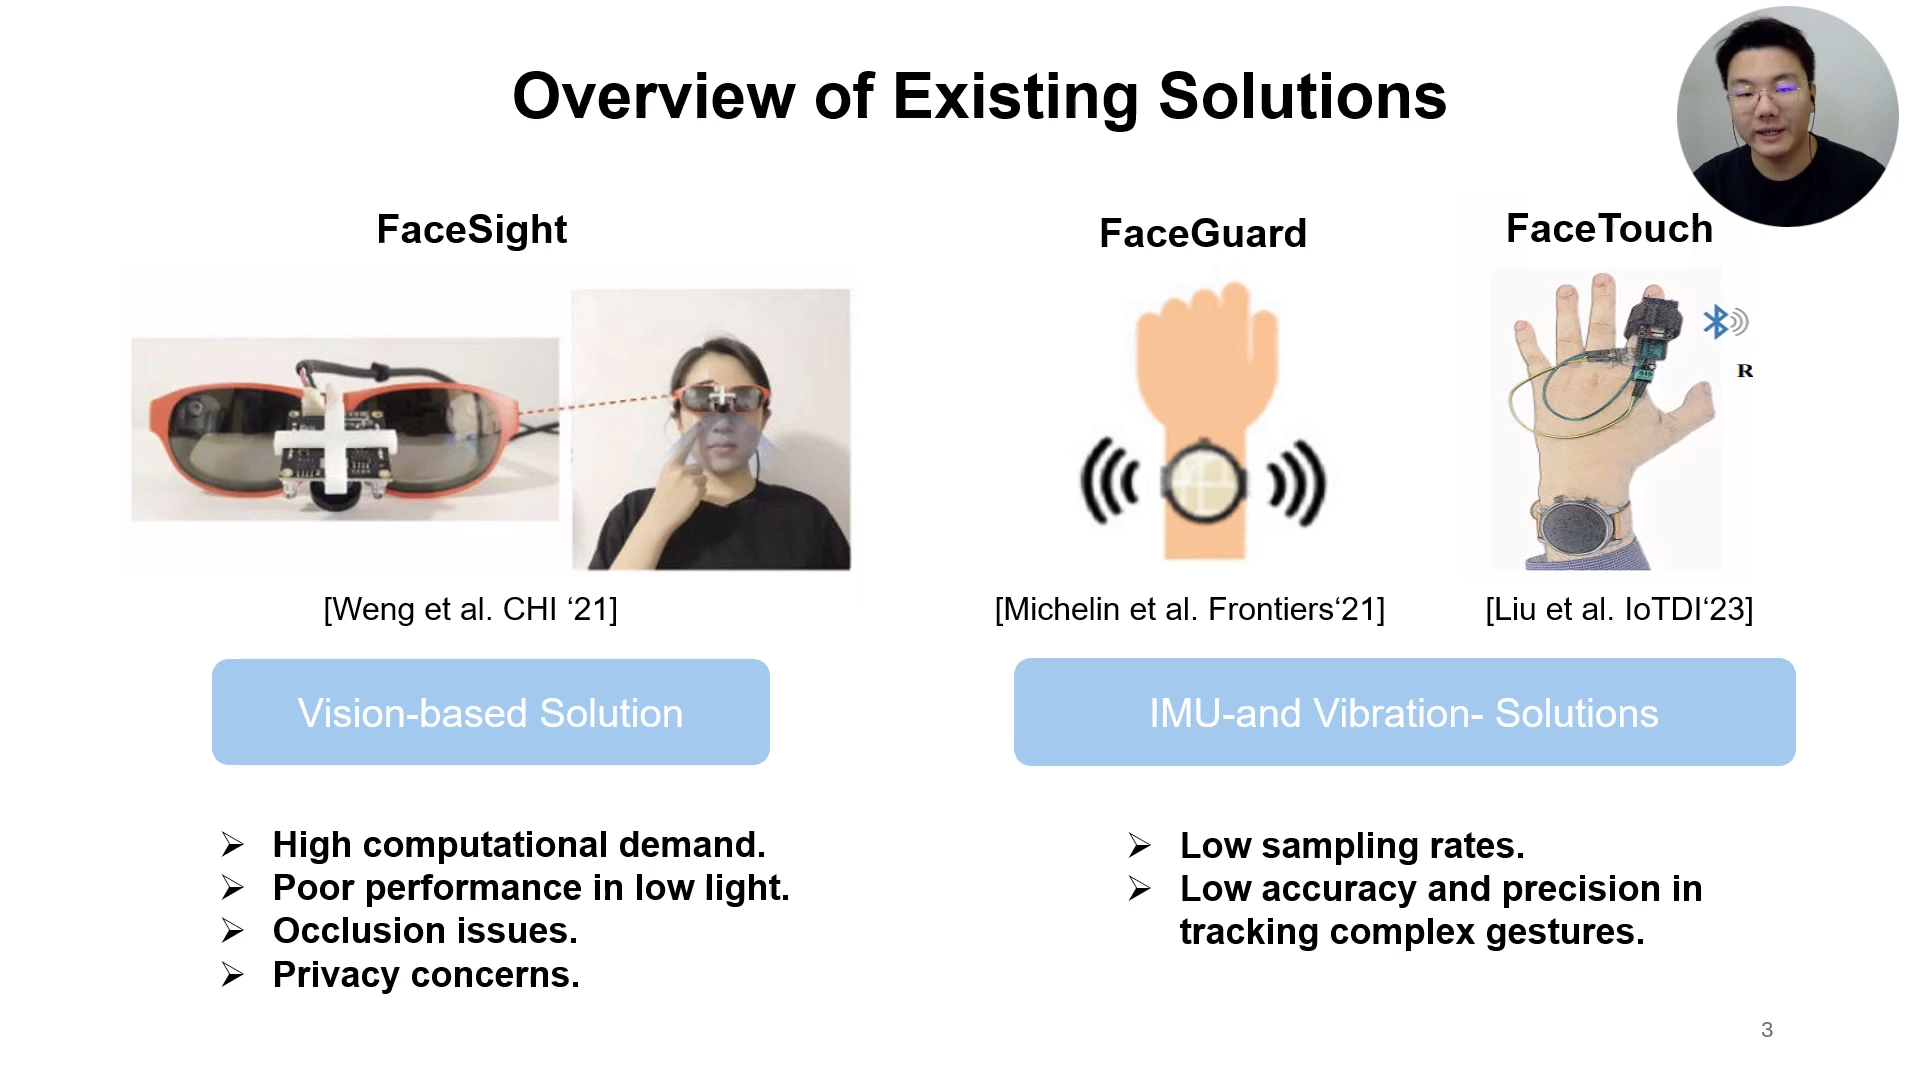 Overview of Existing Solutions
FaceSight
FaceGuard
FaceTouch
R
[Weng et al. CHI ‘21]
[Michelin et al. Frontiers‘21]
[Liu et al. IoTDI‘23]
Vision-based Solution
IMU-and Vibration- Solutions
➢ High computational demand.
➢ Poor performance in low light.
➢ Occlusion issues.
➢ Privacy concerns.
➢ Low sampling rates.
➢ Low accuracy and precision in
tracking complex gestures.
3